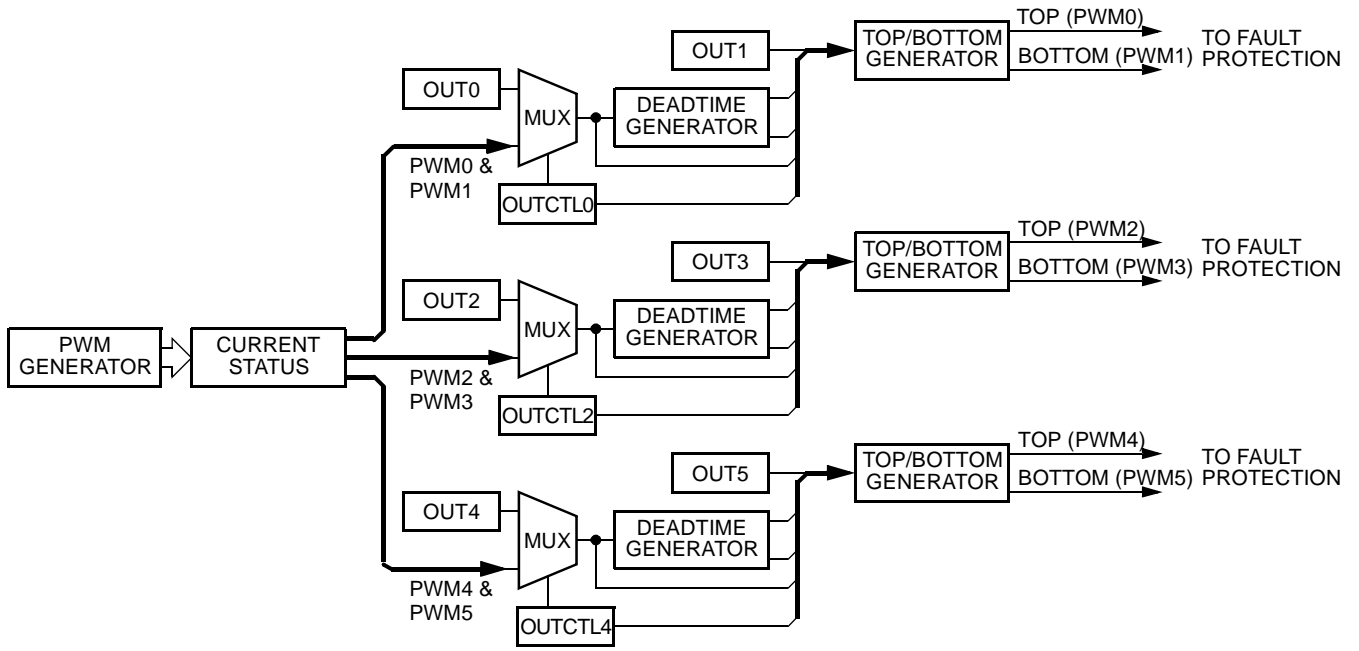 OUT1
TOP/BOTTOM
GENERATOR
TOP (PWM0)
BOTTOM (PWM1)
TO FAULT
PROTECTION
OUT0
MUX
DEADTIME
GENERATOR
PWM0 &
PWM1
OUTCTL0
OUT3
TOP/BOTTOM
GENERATOR
TOP (PWM2)
BOTTOM (PWM3)
TO FAULT
PROTECTION
OUT2
MUX
DEADTIME
GENERATOR
PWM
GENERATOR
CURRENT
STATUS
PWM2 &
PWM3
OUTCTL2
OUT5
TOP/BOTTOM
GENERATOR
TOP (PWM4)
BOTTOM (PWM5)
TO FAULT
PROTECTION
OUT4
MUX
DEADTIME
GENERATOR
PWM4 &
PWM5
OUTCTL4